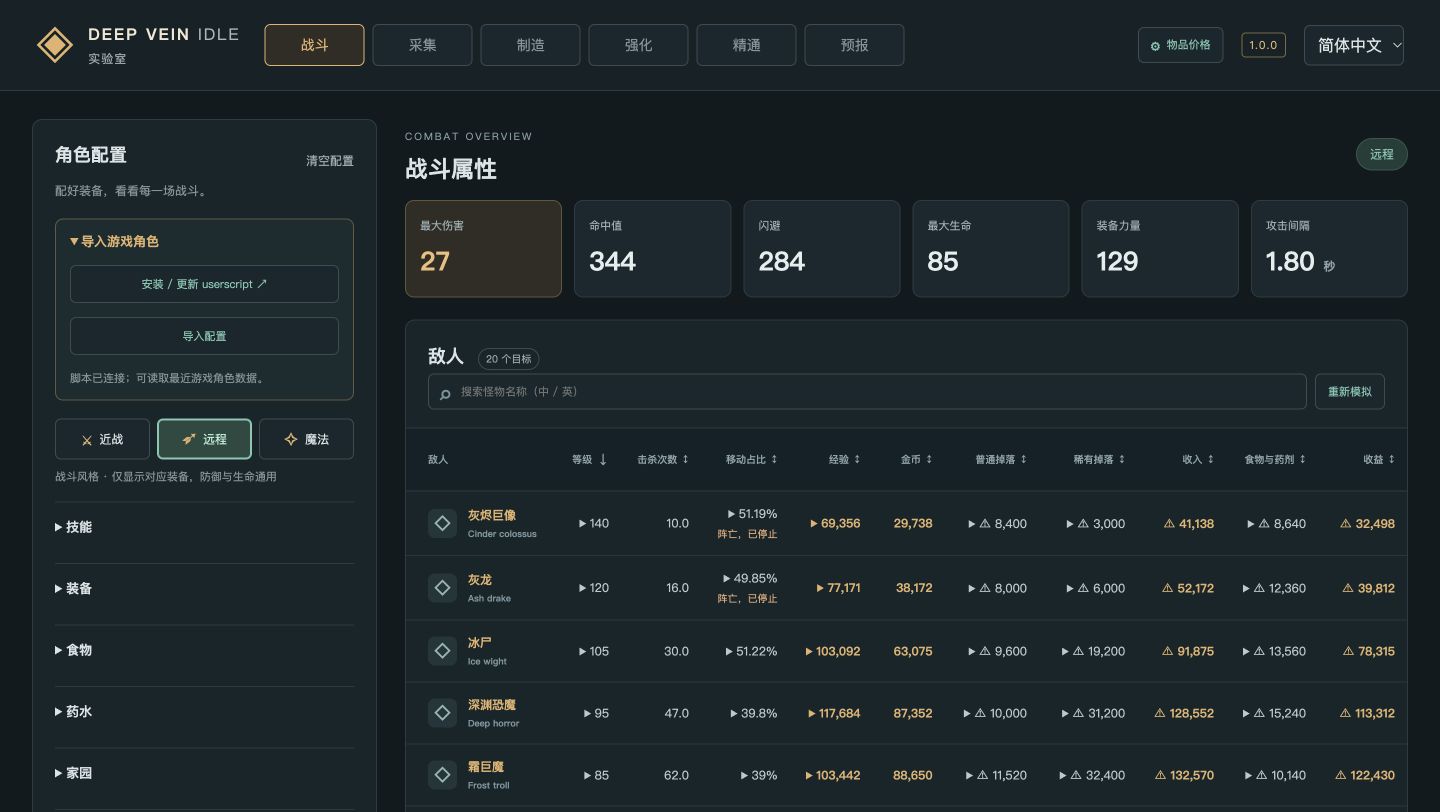 DEEP VEIN IDLE
实验室
战斗
采集
制造
强化
精通
预报
物品价格
1.0.0
简体中文
角色配置
清空配置
配好装备，看看每一场战斗。
▼导入游戏角色
安装 / 更新 userscript ↗
导入配置
脚本已连接；可读取最近游戏角色数据。
近战
远程
魔法
战斗风格 · 仅显示对应装备，防御与生命通用
▶ 技能
▶ 装备
▶ 食物
▶ 药水
▶ 家园
COMBAT OVERVIEW
战斗属性
远程
最大伤害
27
命中值
344
闪避
284
最大生命
85
装备力量
129
攻击间隔
1.80 秒
敌人
20 个目标
搜索怪物名称（中 / 英）
重新模拟
敌人 等级 ↓ 击杀次数 ↕ 移动占比 ↕ 经验 ↕ 金币 ↕ 普通掉落 ↕ 稀有掉落 ↕ 收入 ↕ 食物与药剂 ↕ 收益 ↕
灰烬巨像
Cinder colossus
▶ 140 10.0 ▶ 51.19% ▶ 69,356 29,738 ▶ ⚠ 8,400 ▶ ⚠ 3,000 ⚠ 41,138 ▶ ⚠ 8,640 ⚠ 32,498
阵亡，已停止
灰龙
Ash drake
▶ 120 16.0 ▶ 49.85% ▶ 77,171 38,172 ▶ ⚠ 8,000 ▶ ⚠ 6,000 ⚠ 52,172 ▶ ⚠ 12,360 ⚠ 39,812
阵亡，已停止
冰尸
Ice wight
▶ 105 30.0 ▶ 51.22% ▶ 103,092 63,075 ▶ ⚠ 9,600 ▶ ⚠ 19,200 ⚠ 91,875 ▶ ⚠ 13,560 ⚠ 78,315
深渊恐魔
Deep horror
▶ 95 47.0 ▶ 39.8% ▶ 117,684 87,352 ▶ ⚠ 10,000 ▶ ⚠ 31,200 ⚠ 128,552 ▶ ⚠ 15,240 ⚠ 113,312
霜巨魔
Frost troll
▶ 85 62.0 ▶ 39% ▶ 103,442 88,650 ▶ ⚠ 11,520 ▶ ⚠ 32,400 ⚠ 132,570 ▶ ⚠ 10,140 ⚠ 122,430